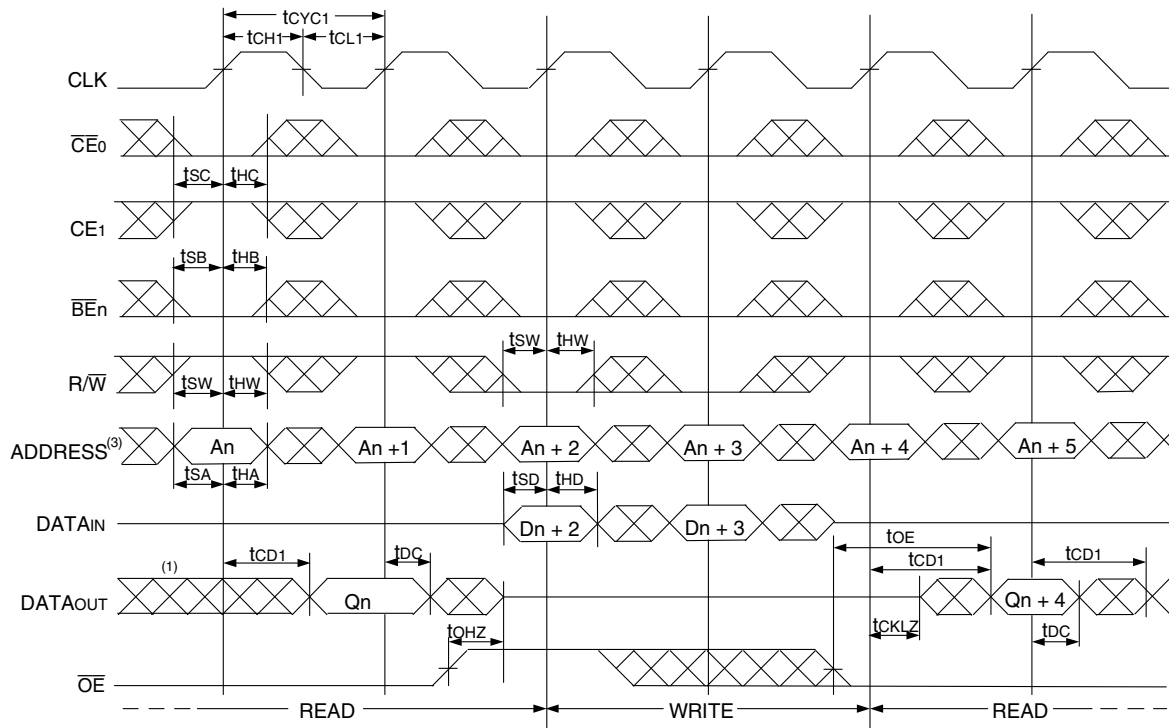 tCYC1
tCH1 tCL1
CLK
CE0
tSC tHC
CE1
tSB tHB
BEn
tSW tHW
R/W
tSW tHW
ADDRESS(3) An An +1 An + 2 An + 3 An + 4 An + 5
tSA tHA
tSD tHD
DATAIN Dn + 2 Dn + 3
tOE
(1) tCD1 tDC tCD1 tCD1
DATAOUT Qn Qn + 4
tOHZ tCKLZ tDC
OE
READ WRITE READ